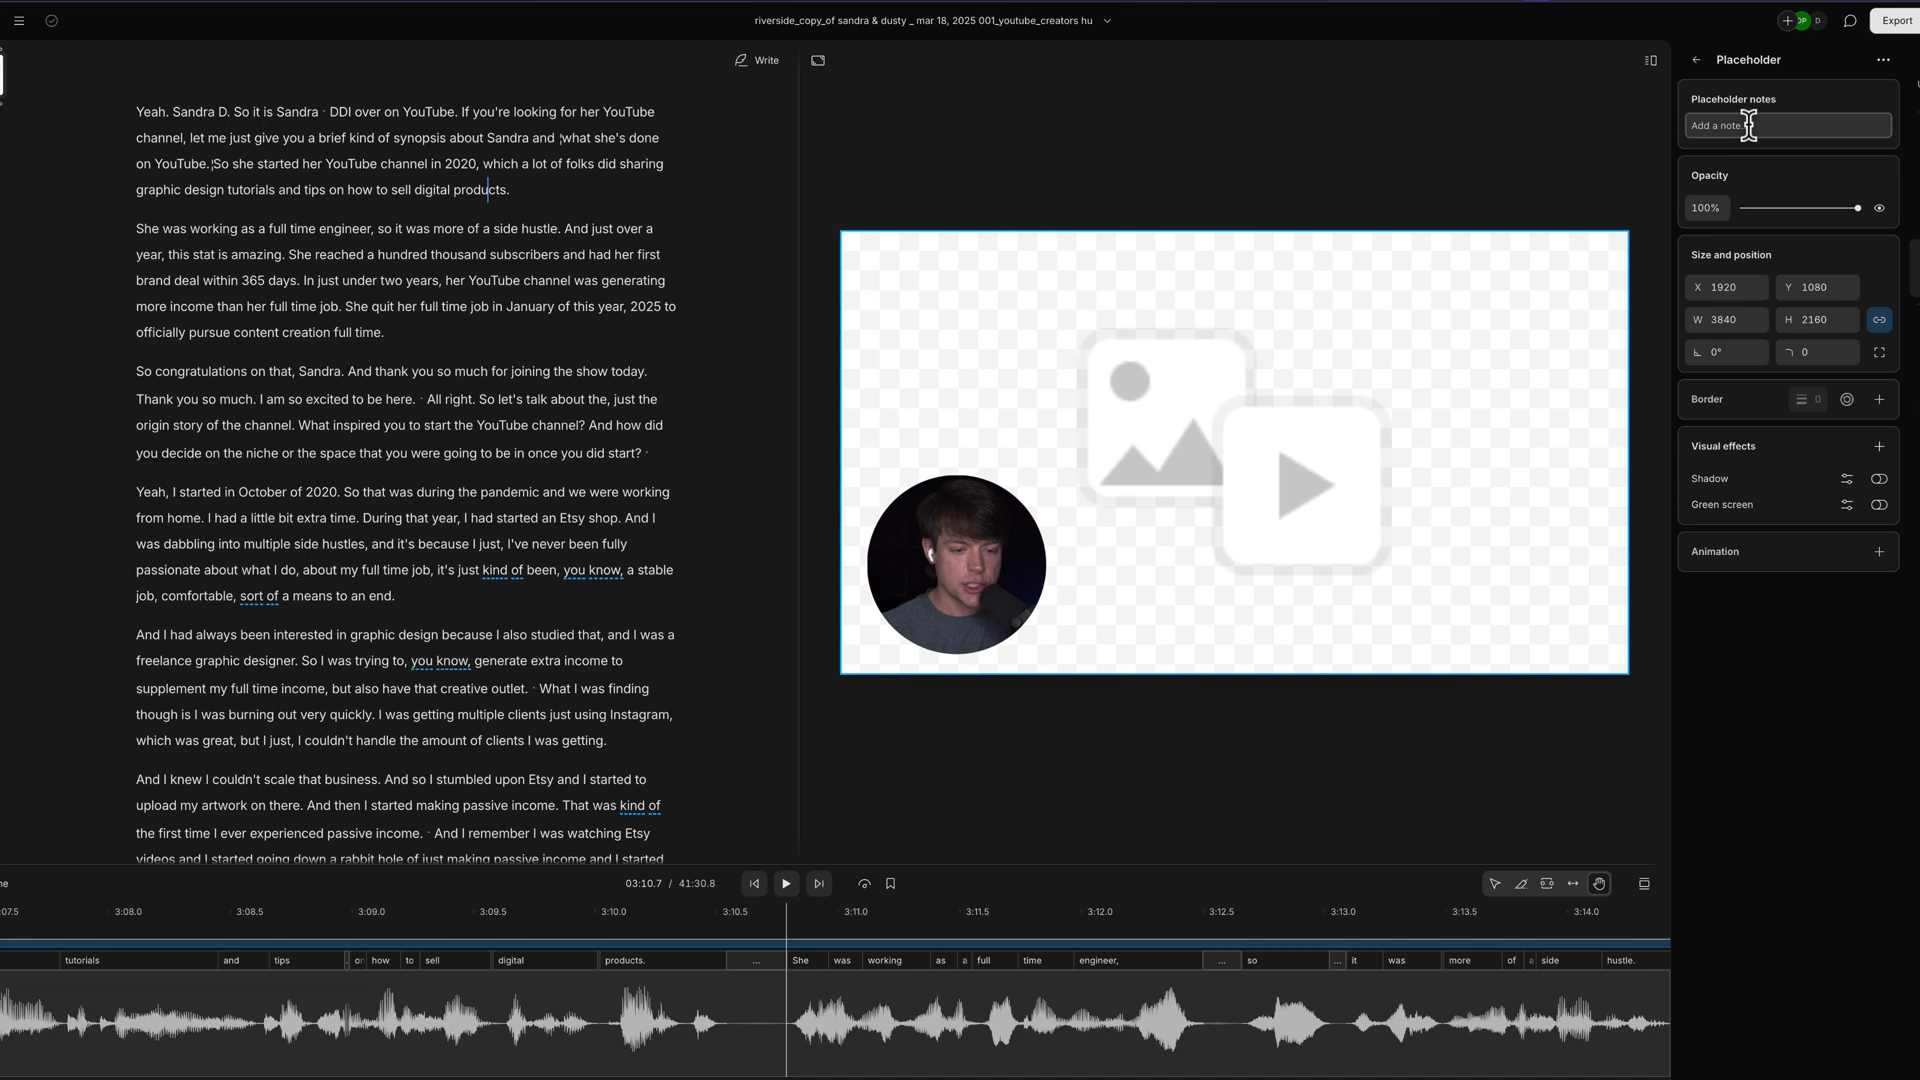 riverside_copy_of sandra & dusty _ mar 18, 2025 001_youtube_creators hu
DP
D
Export
Write
Yeah. Sandra D. So it is Sandra · DDI over on YouTube. If you're looking for her YouTube
channel, let me just give you a brief kind of synopsis about Sandra and ¦what she's done
on YouTube.¦So she started her YouTube channel in 2020, which a lot of folks did sharing
graphic design tutorials and tips on how to sell digital products.
She was working as a full time engineer, so it was more of a side hustle. And just over a
year, this stat is amazing. She reached a hundred thousand subscribers and had her first
brand deal within 365 days. In just under two years, her YouTube channel was generating
more income than her full time job. She quit her full time job in January of this year, 2025 to
officially pursue content creation full time.
So congratulations on that, Sandra. And thank you so much for joining the show today.
Thank you so much. I am so excited to be here. · All right. So let's talk about the, just the
origin story of the channel. What inspired you to start the YouTube channel? And how did
you decide on the niche or the space that you were going to be in once you did start? ·
Yeah, I started in October of 2020. So that was during the pandemic and we were working
from home. I had a little bit extra time. During that year, I had started an Etsy shop. And I
was dabbling into multiple side hustles, and it's because I just, I've never been fully
passionate about what I do, about my full time job, it's just kind of been, you know, a stable
job, comfortable, sort of a means to an end.
And I had always been interested in graphic design because I also studied that, and I was a
freelance graphic designer. So I was trying to, you know, generate extra income to
supplement my full time income, but also have that creative outlet. · What I was finding
though is I was burning out very quickly. I was getting multiple clients just using Instagram,
which was great, but I just, I couldn't handle the amount of clients I was getting.
And I knew I couldn't scale that business. And so I stumbled upon Etsy and I started to
upload my artwork on there. And then I started making passive income. That was kind of
the first time I ever experienced passive income. · And I remember I was watching Etsy
videos and I started going down a rabbit hole of just making passive income and I started
Placeholder
Placeholder notes
Add a note...
Opacity
100%
Size and position
X 1920 Y 1080
W 3840 H 2160
0° 0
Border 0
Visual effects
Shadow
Green screen
Animation
ne
03:10.7 / 41:30.8
:07.5 3:08.0 3:08.5 3:09.0 3:09.5 3:10.0 3:10.5 3:11.0 3:11.5 3:12.0 3:12.5 3:13.0 3:13.5 3:14.0
tutorials and tips . on how to sell digital products. ... She was working as a full time engineer, ... so ... it was more of a side hustle.